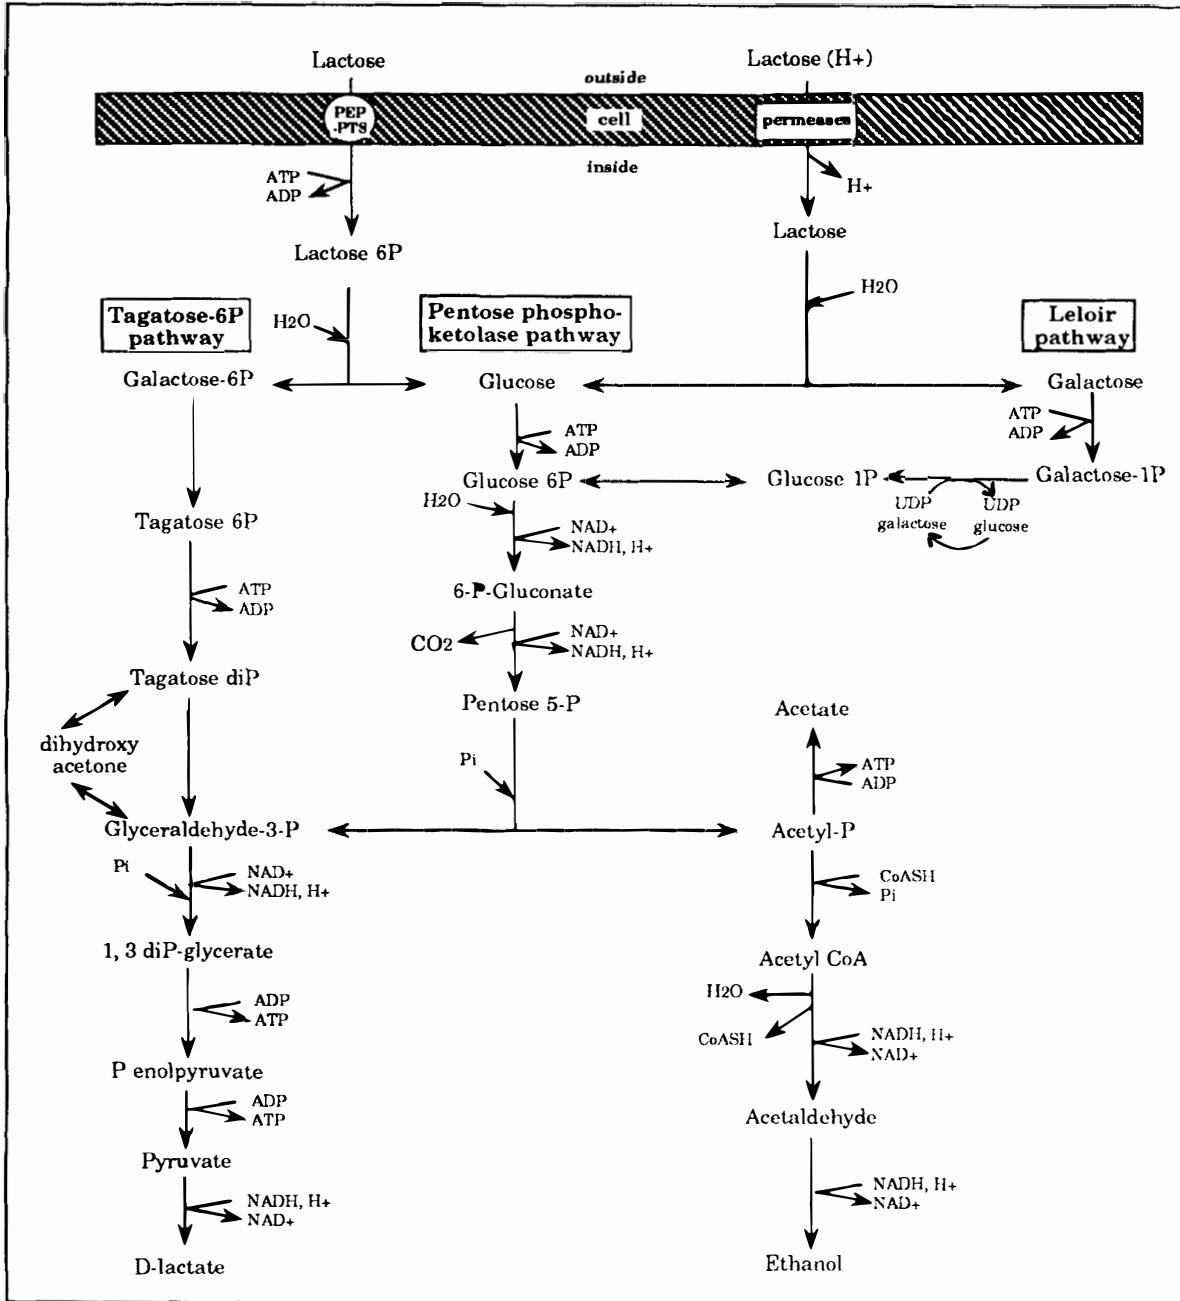 Lactose
outside
Lactose (H+)
PEP
-PTS
cell
permeases
inside
ATP
ADP
H+
Lactose 6P
Lactose
H2O
H2O
Tagatose-6P
pathway
Pentose phospho-
ketolase pathway
Leloir
pathway
Galactose-6P
Glucose
Galactose
ATP
ADP
ATP
ADP
Glucose 6P
Glucose 1P
Galactose-1P
H2O
UDP
galactose
UDP
glucose
Tagatose 6P
NAD+
NADH, H+
6-P-Gluconate
ATP
ADP
CO2
NAD+
NADH, H+
Tagatose diP
Pentose 5-P
Acetate
dihydroxy
acetone
Pi
ATP
ADP
Glyceraldehyde-3-P
Acetyl-P
Pi
NAD+
NADH, H+
CoASH
Pi
1, 3 diP-glycerate
Acetyl CoA
ADP
ATP
H2O
CoASH
NADH, H+
NAD+
P enolpyruvate
ADP
ATP
Acetaldehyde
Pyruvate
NADH, H+
NAD+
NADH, H+
NAD+
D-lactate
Ethanol